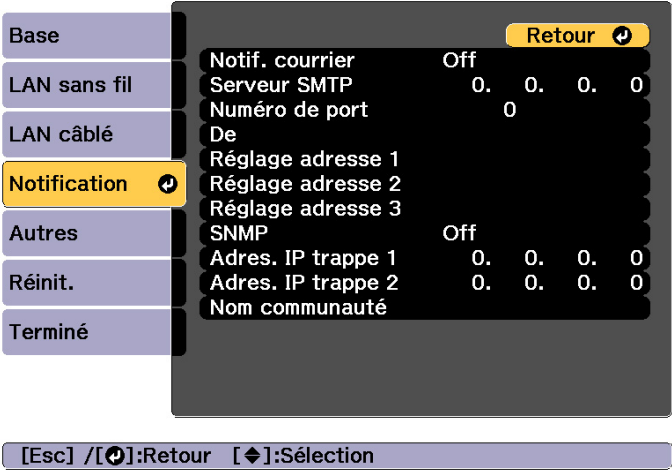 Base
LAN sans fil
LAN câblé
Notification
Autres
Réinit.
Terminé
Retour
Notif. courrier Off
Serveur SMTP 0. 0. 0. 0
Numéro de port 0
De
Réglage adresse 1
Réglage adresse 2
Réglage adresse 3
SNMP Off
Adres. IP trappe 1 0. 0. 0. 0
Adres. IP trappe 2 0. 0. 0. 0
Nom communauté
[Esc] /[ ]:Retour [ ]:Sélection